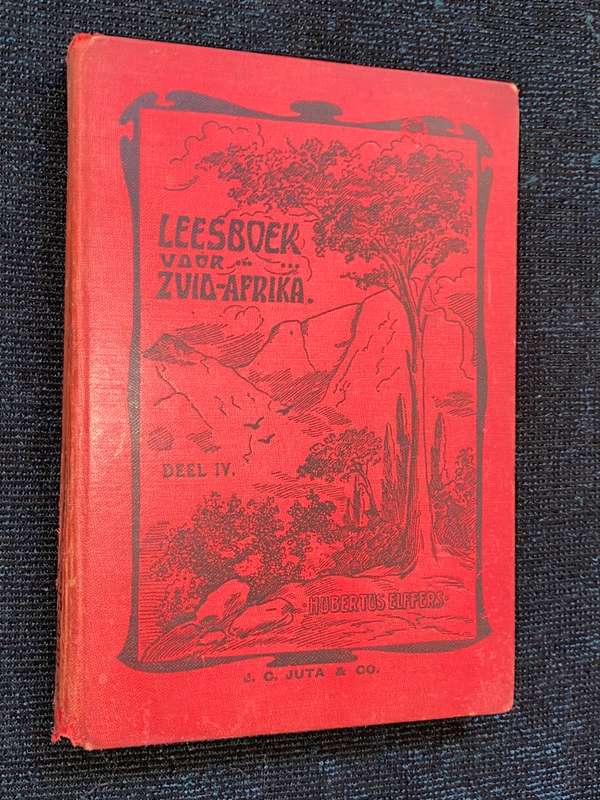 LEESBOEK
VOOR ... ...
ZUID-AFRIKA.
DEEL IV.
·HUBERTUS ELFFERS·
J. C. JUTA & CO.